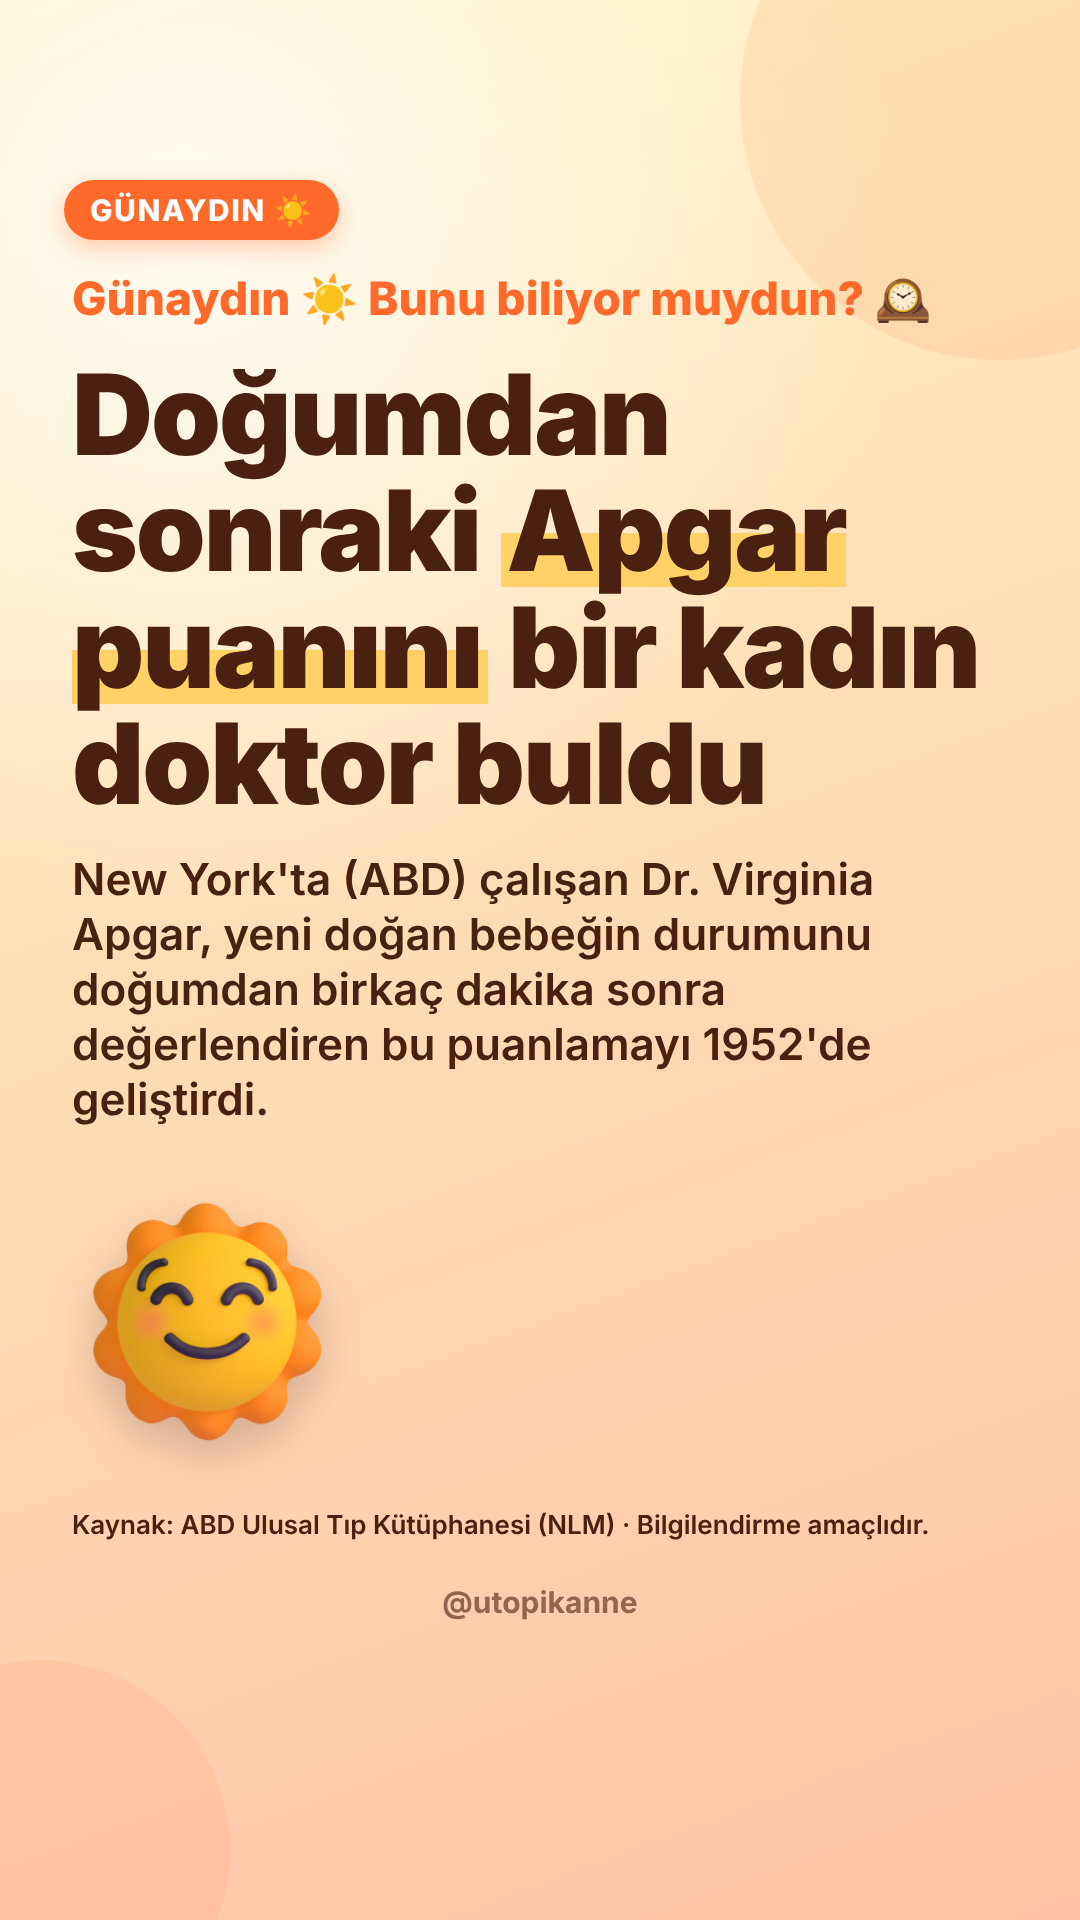 GÜNAYDIN ☀️
Günaydın ☀️ Bunu biliyor muydun? 🕰️
Doğumdan
sonraki Apgar
puanını bir kadın
doktor buldu
New York'ta (ABD) çalışan Dr. Virginia
Apgar, yeni doğan bebeğin durumunu
doğumdan birkaç dakika sonra
değerlendiren bu puanlamayı 1952'de
geliştirdi.
Kaynak: ABD Ulusal Tıp Kütüphanesi (NLM) · Bilgilendirme amaçlıdır.
@utopikanne